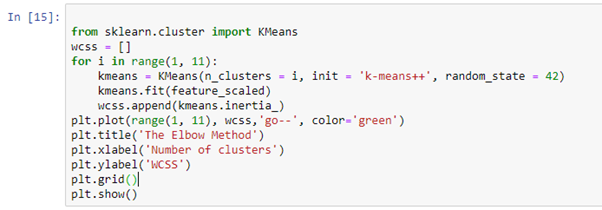 In [15]:
from sklearn.cluster import KMeans
wcss = []
for i in range(1, 11):
    kmeans = KMeans(n_clusters = i, init = 'k-means++', random_state = 42)
    kmeans.fit(feature_scaled)
    wcss.append(kmeans.inertia_)
plt.plot(range(1, 11), wcss,'go--', color='green')
plt.title('The Elbow Method')
plt.xlabel('Number of clusters')
plt.ylabel('WCSS')
plt.grid()
plt.show()